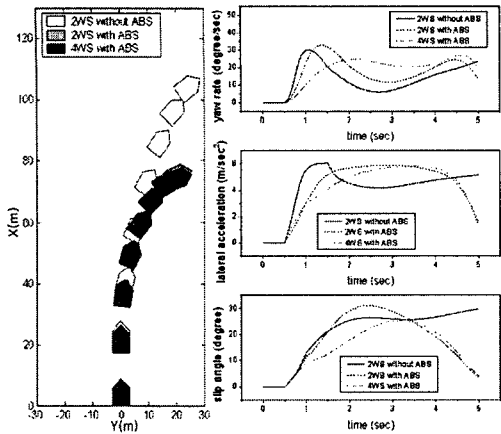 2WS without ABS
2WS with ABS
4WS with ABS
120
100
80
60
40
20
0
X(m)
-30 -20 -10 0 10 20 30
Y(m)
yaw rate (degree/sec)
50
40
30
20
10
0
2WS without ABS
2WS with ABS
4WS with ABS
0 1 2 3 4 5
time (sec)
lateral acceleration (m/sec²)
8
6
4
2
0
2WS without ABS
2WS with ABS
4WS with ABS
0 1 2 3 4 5
time (sec)
slip angle (degree)
30
20
10
0
2WS without ABS
2WS with ABS
4WS with ABS
0 1 2 3 4 5
time (sec)